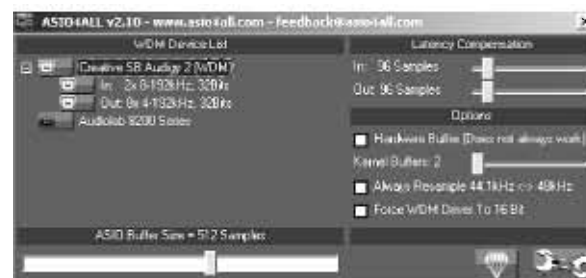 ASIO4ALL v2.10 - www.asio4all.com - feedback@asio4all.com
WDM Device List
Creative SB Audigy 2 (WDM)
In: 2x 8-192kHz, 32Bits
Out: 8x 4-192kHz, 32Bits
Audiolab 8200 Series
ASIO Buffer Size = 512 Samples
Latency Compensation
In: 96 Samples
Out: 96 Samples
Options
Hardware Buffer (Does not always work)
Kernel Buffers: 2
Always Resample 44.1kHz <-> 48kHz
Force WDM Driver To 16 Bit